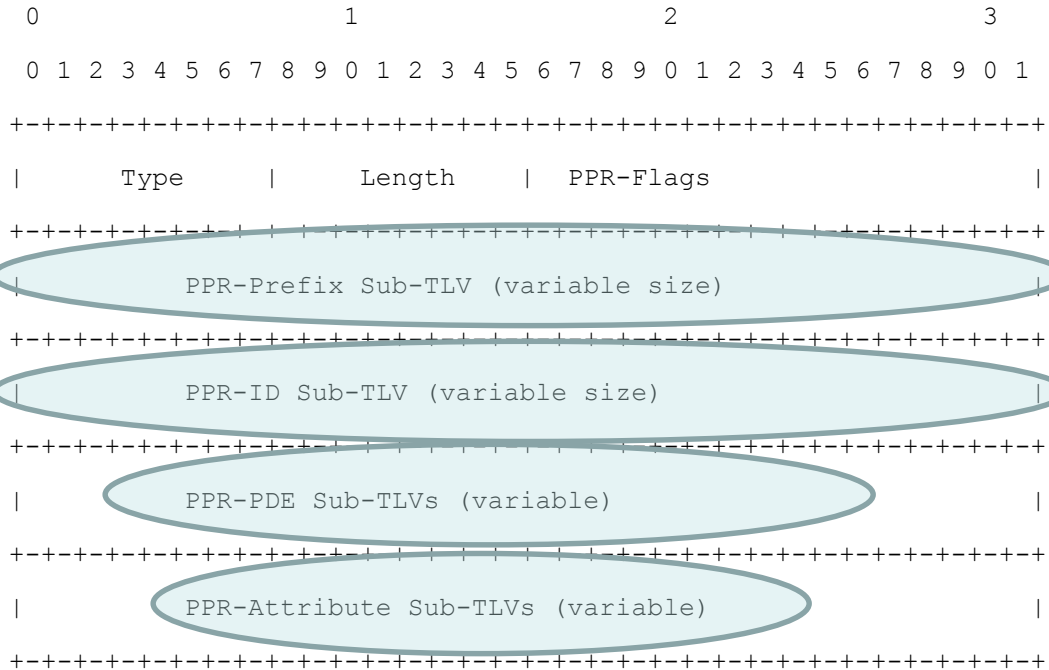 0                   1                   2                   3
0 1 2 3 4 5 6 7 8 9 0 1 2 3 4 5 6 7 8 9 0 1 2 3 4 5 6 7 8 9 0 1
+-+-+-+-+-+-+-+-+-+-+-+-+-+-+-+-+-+-+-+-+-+-+-+-+-+-+-+-+-+-+-+-+
|      Type     |     Length    |  PPR-Flags                    |
+-+-+-+-+-+-+-+-+-+-+-+-+-+-+-+-+-+-+-+-+-+-+-+-+-+-+-+-+-+-+-+-+
|          PPR-Prefix Sub-TLV (variable size)                   |
+-+-+-+-+-+-+-+-+-+-+-+-+-+-+-+-+-+-+-+-+-+-+-+-+-+-+-+-+-+-+-+-+
|          PPR-ID Sub-TLV (variable size)                       |
+-+-+-+-+-+-+-+-+-+-+-+-+-+-+-+-+-+-+-+-+-+-+-+-+-+-+-+-+-+-+-+-+
|          PPR-PDE Sub-TLVs (variable)                          |
+-+-+-+-+-+-+-+-+-+-+-+-+-+-+-+-+-+-+-+-+-+-+-+-+-+-+-+-+-+-+-+-+
|          PPR-Attribute Sub-TLVs (variable)                    |
+-+-+-+-+-+-+-+-+-+-+-+-+-+-+-+-+-+-+-+-+-+-+-+-+-+-+-+-+-+-+-+-+